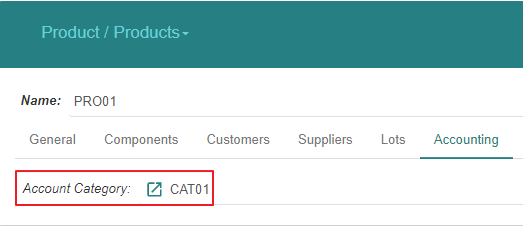 Product / Products
Name: PRO01
General Components Customers Suppliers Lots Accounting
Account Category: CAT01